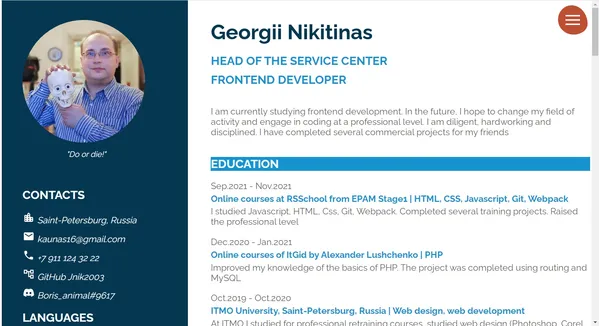 Georgii Nikitinas
HEAD OF THE SERVICE CENTER
FRONTEND DEVELOPER
I am currently studying frontend development. In the future, I hope to change my field of
activity and engage in coding at a professional level. I am diligent, hardworking and
disciplined. I have completed several commercial projects for my friends
"Do or die!"
CONTACTS
Saint-Petersburg, Russia
kaunas16@gmail.com
+7 911 124 32 22
GitHub Jnik2003
Boris_animal#9617
LANGUAGES
EDUCATION
Sep.2021 - Nov.2021
Online courses at RSSchool from EPAM Stage1 | HTML, CSS, Javascript, Git, Webpack
I studied Javascript, HTML, Css, Git, Webpack. Completed several training projects. Raised
the professional level
Dec.2020 - Jan.2021
Online courses of ItGid by Alexander Lushchenko | PHP
Improved my knowledge of the basics of PHP. The project was completed using routing and
MySQL
Oct.2019 - Oct.2020
ITMO University, Saint-Petersburg, Russia | Web design, web development
At ITMO I studied for professional retraining courses, studied web design (Photoshop, Corel